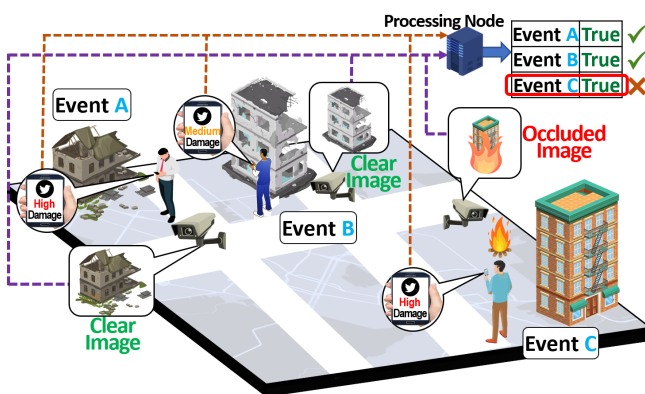 Processing Node
Event A True
Event B True
Event C True
Event A
Medium
Damage
Clear
Image
Occluded
Image
High
Damage
Event B
Clear
Image
High
Damage
Event C